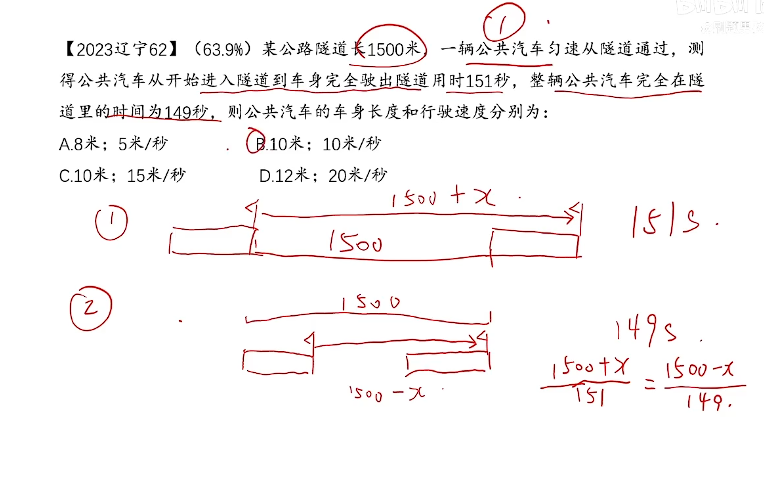 ①
【2023辽宁62】（63.9%）某公路隧道长1500米，一辆公共汽车匀速从隧道通过，测
得公共汽车从开始进入隧道到车身完全驶出隧道用时151秒，整辆公共汽车完全在隧
道里的时间为149秒，则公共汽车的车身长度和行驶速度分别为：
A.8米；5米/秒 B.10米；10米/秒
C.10米；15米/秒 D.12米；20米/秒
1500+x
① 1500 151s
② 1500
149s
1500-x
(1500+x)/151 = (1500-x)/149